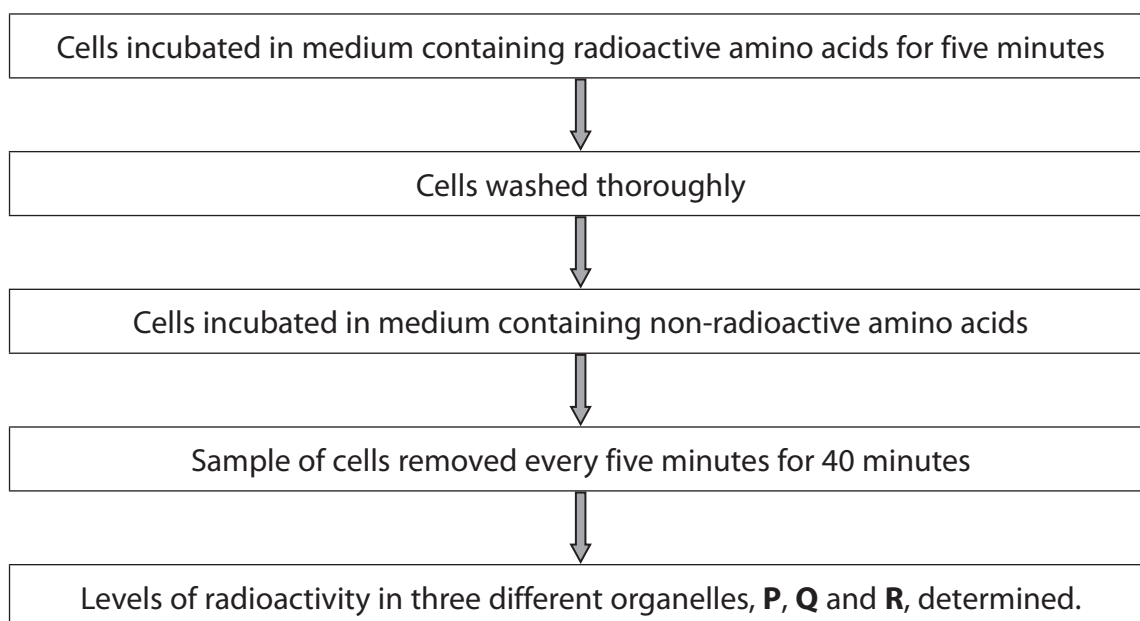 Cells incubated in medium containing radioactive amino acids for five minutes
Cells washed thoroughly
Cells incubated in medium containing non-radioactive amino acids
Sample of cells removed every five minutes for 40 minutes
Levels of radioactivity in three different organelles, P, Q and R, determined.